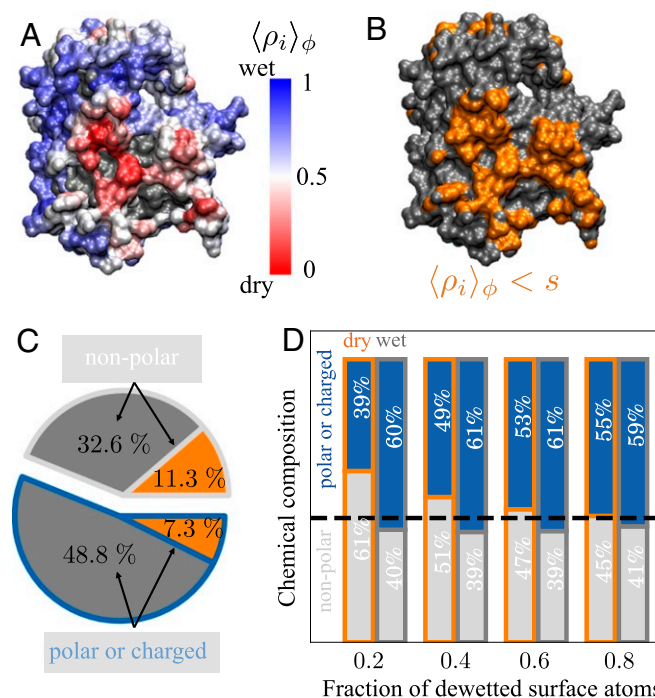 A
⟨ρᵢ⟩ϕ
wet
1
0.5
0
dry
B
⟨ρᵢ⟩ϕ < s
C
non-polar
32.6 %
11.3 %
7.3 %
48.8 %
polar or charged
D
dry wet
Chemical composition
polar or charged
non-polar
39% 60% 49% 61% 53% 61% 55% 59%
61% 40% 51% 39% 47% 39% 45% 41%
0.2 0.4 0.6 0.8
Fraction of dewetted surface atoms